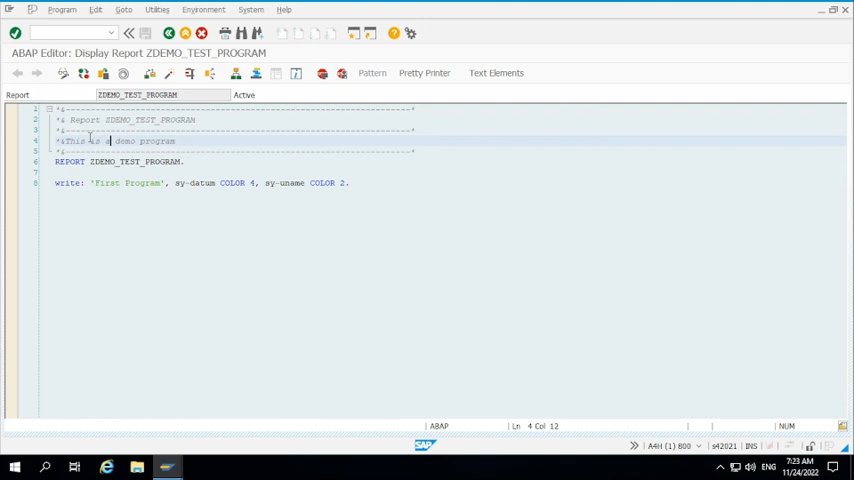 Program Edit Goto Utilities Environment System Help
ABAP Editor: Display Report ZDEMO_TEST_PROGRAM
Pattern Pretty Printer Text Elements
Report ZDEMO_TEST_PROGRAM Active
1 *&---------------------------------------------------------------------*
2 *& Report ZDEMO_TEST_PROGRAM
3 *&---------------------------------------------------------------------*
4 *&This is a demo program
5 *&---------------------------------------------------------------------*
6 REPORT ZDEMO_TEST_PROGRAM.
7
8 write: 'First Program', sy-datum COLOR 4, sy-uname COLOR 2.
ABAP Ln 4 Col 12 INS NUM
SAP A4H (1) 800 s42021 INS
ENG 7:23 AM
11/24/2022